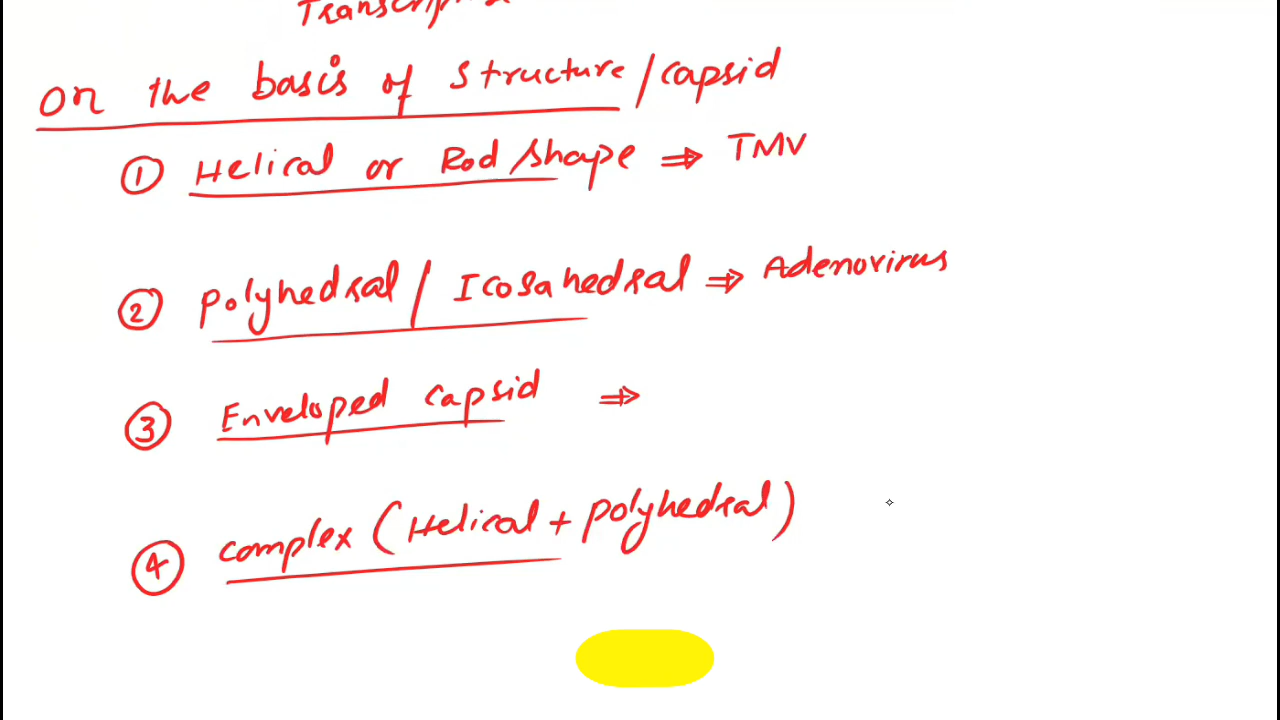 on the basis of structure/capsid
① Helical or Rod shape ⇒ TMV
② polyhedral/Icosahedral ⇒ Adenovirus
③ Enveloped capsid ⇒
④ complex (Helical + polyhedral)